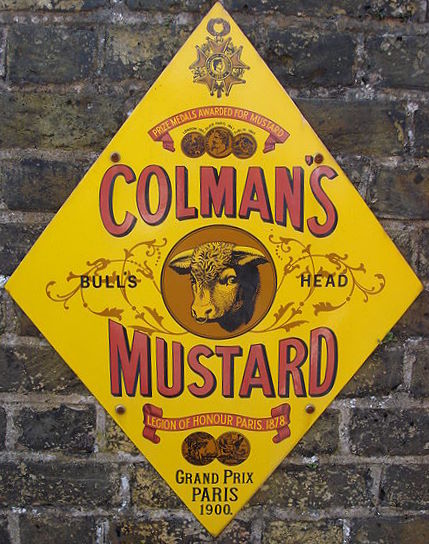 PRIZE MEDALS AWARDED FOR MUSTARD
COLMAN'S
BULL'S HEAD
MUSTARD
LEGION OF HONOUR PARIS 1878
GRAND PRIX
PARIS
1900.